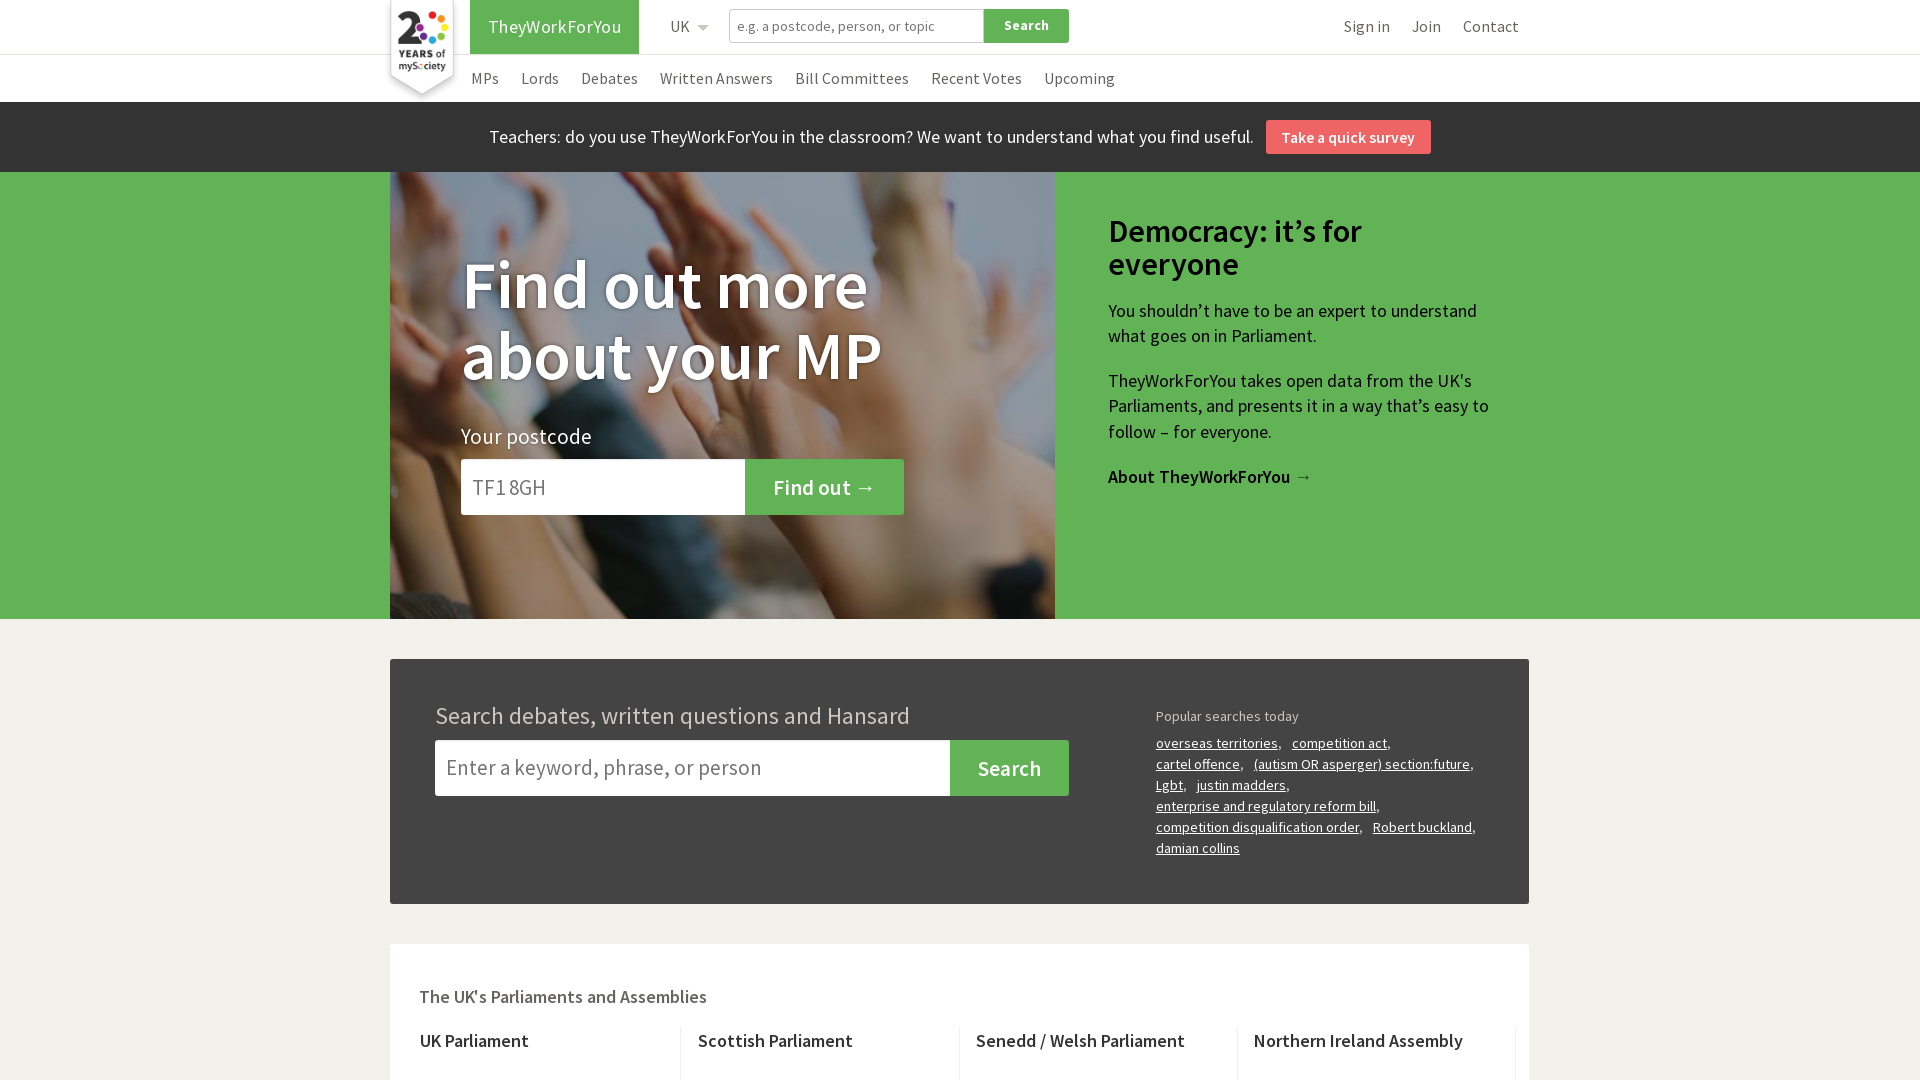 20
YEARS of
mySociety
TheyWorkForYou
UK
e.g. a postcode, person, or topic
Search
Sign in
Join
Contact
MPs
Lords
Debates
Written Answers
Bill Committees
Recent Votes
Upcoming
Teachers: do you use TheyWorkForYou in the classroom? We want to understand what you find useful.
Take a quick survey
Find out more
about your MP
Your postcode
TF1 8GH
Find out →
Democracy: it’s for
everyone
You shouldn’t have to be an expert to understand
what goes on in Parliament.
TheyWorkForYou takes open data from the UK's
Parliaments, and presents it in a way that’s easy to
follow – for everyone.
About TheyWorkForYou →
Search debates, written questions and Hansard
Enter a keyword, phrase, or person
Search
Popular searches today
overseas territories, competition act,
cartel offence, (autism OR asperger) section:future,
Lgbt, justin madders,
enterprise and regulatory reform bill,
competition disqualification order, Robert buckland,
damian collins
The UK's Parliaments and Assemblies
UK Parliament
Scottish Parliament
Senedd / Welsh Parliament
Northern Ireland Assembly